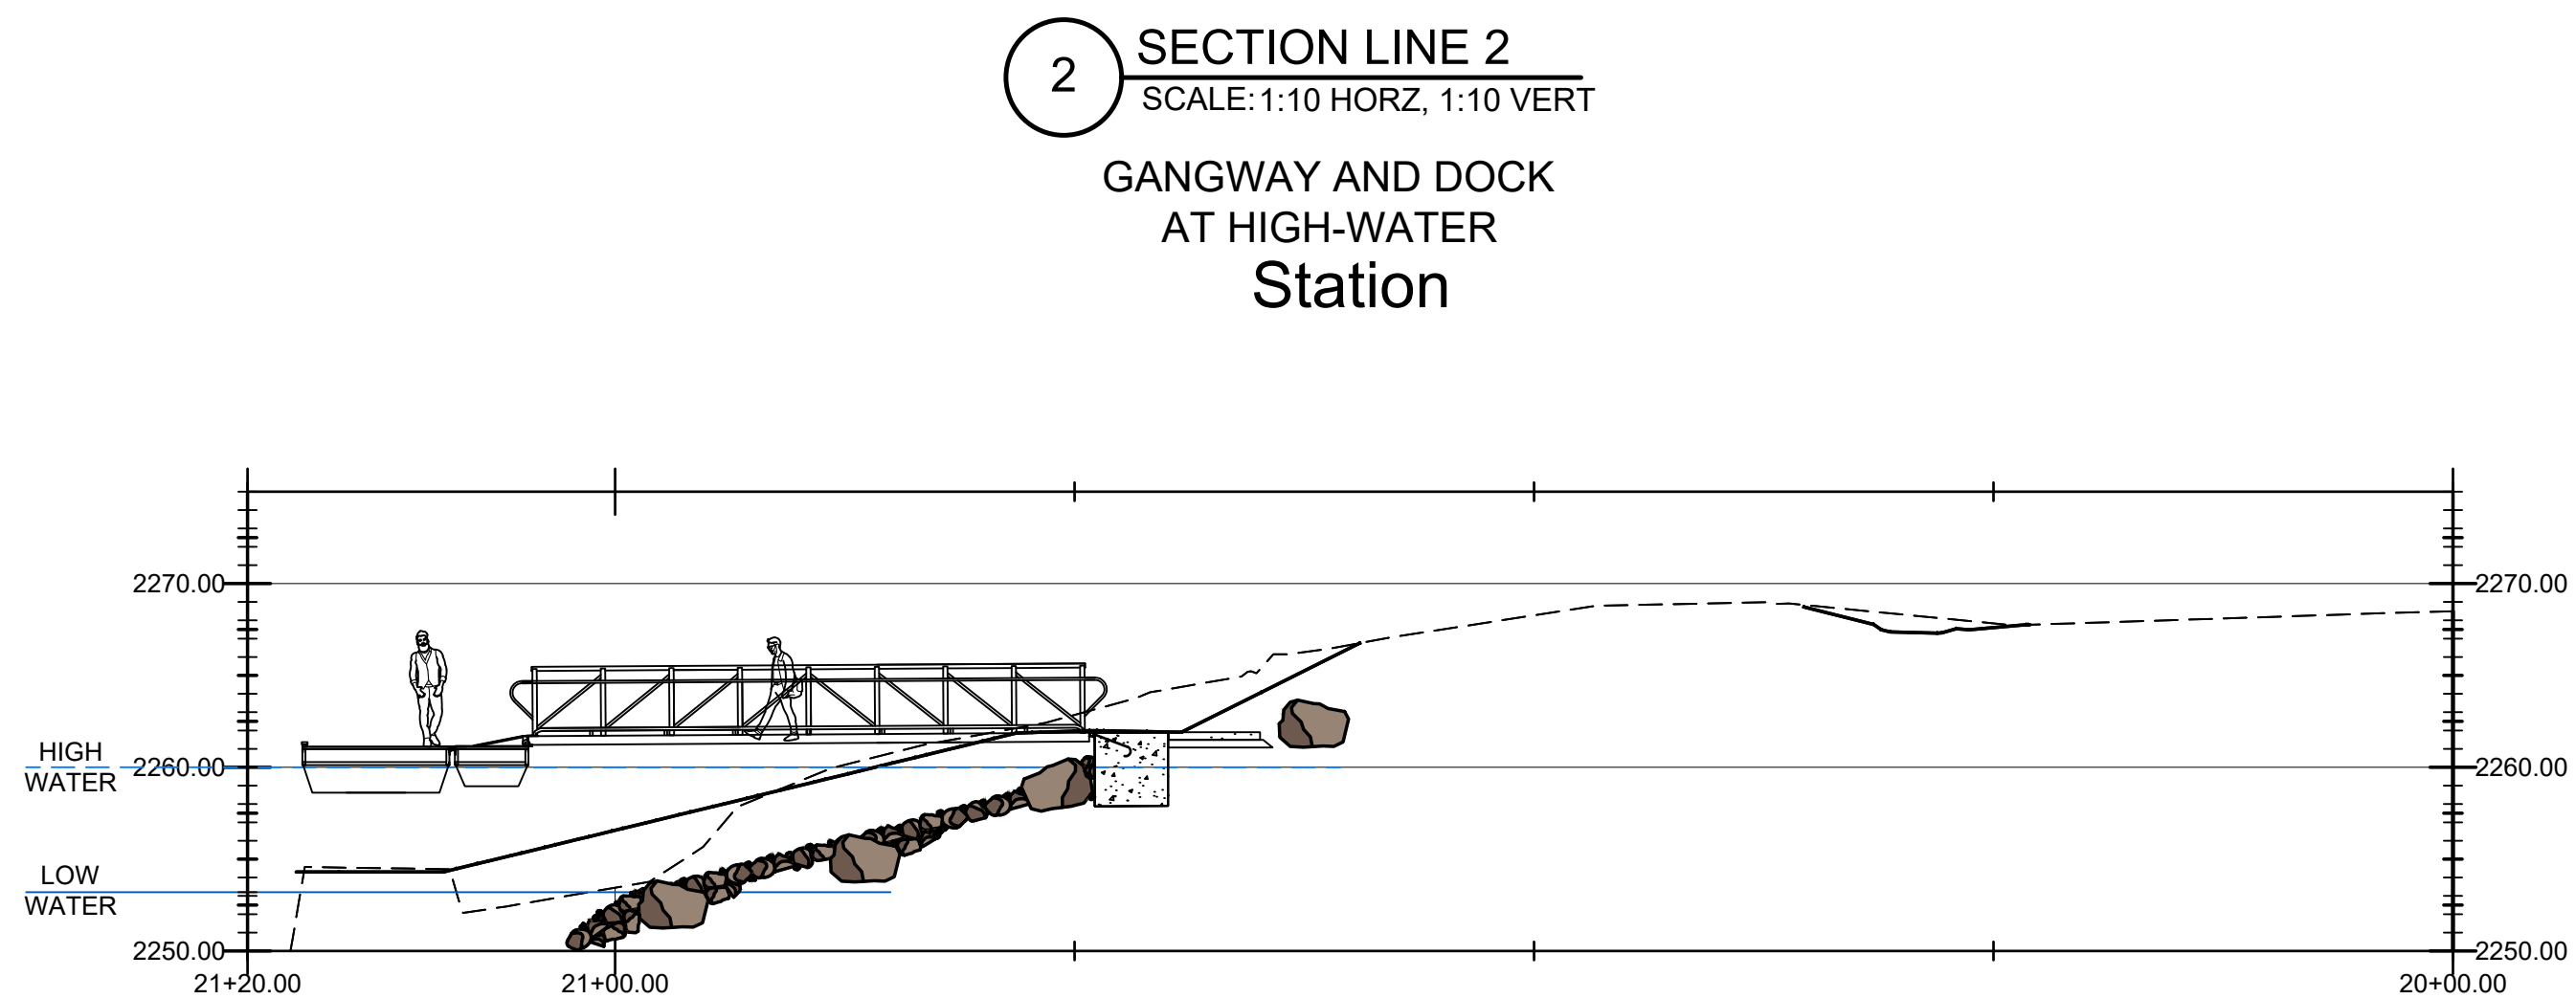 2
SECTION LINE 2
SCALE: 1:10 HORZ, 1:10 VERT
GANGWAY AND DOCK
AT HIGH-WATER
Station
2270.00
2270.00
HIGH
WATER
2260.00
2260.00
LOW
WATER
2250.00
2250.00
21+20.00
21+00.00
20+00.00